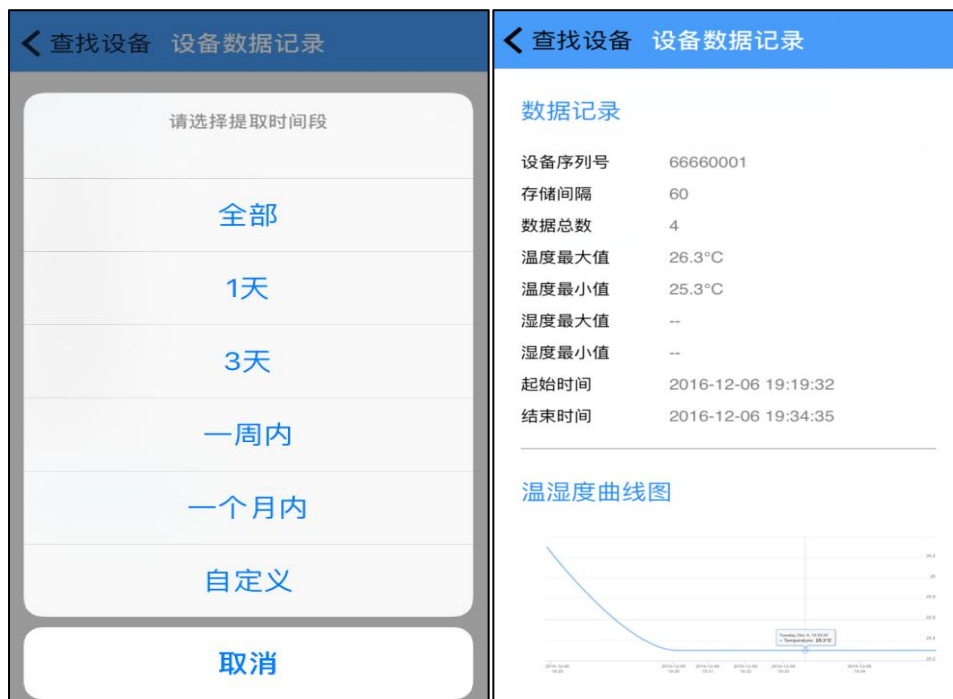 查找设备 设备数据记录
请选择提取时间段
全部
1天
3天
一周内
一个月内
自定义
取消
查找设备 设备数据记录
数据记录
设备序列号 66660001
存储间隔 60
数据总数 4
温度最大值 26.3°C
温度最小值 25.3°C
湿度最大值 --
湿度最小值 --
起始时间 2016-12-06 19:19:32
结束时间 2016-12-06 19:34:35
温湿度曲线图